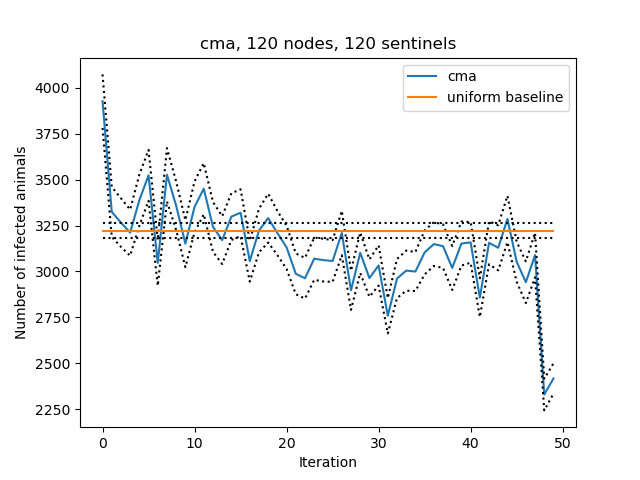 cma, 120 nodes, 120 sentinels
cma
uniform baseline
Number of infected animals
4000
3750
3500
3250
3000
2750
2500
2250
0
10
20
30
40
50
Iteration